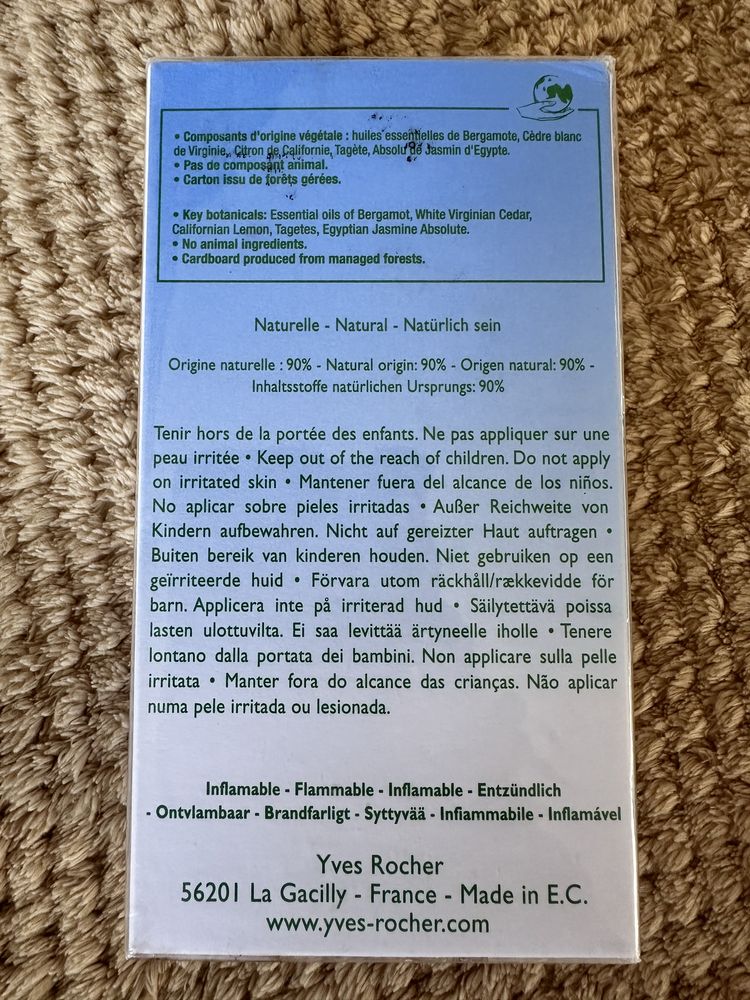 • Composants d'origine végétale : huiles essentielles de Bergamote, Cèdre blanc
de Virginie, Citron de Californie, Tagète, Absolu de Jasmin d'Egypte.
• Pas de composant animal.
• Carton issu de forêts gérées.
• Key botanicals: Essential oils of Bergamot, White Virginian Cedar,
Californian Lemon, Tagetes, Egyptian Jasmine Absolute.
• No animal ingredients.
• Cardboard produced from managed forests.
Naturelle - Natural - Natürlich sein
Origine naturelle : 90% - Natural origin: 90% - Origen natural: 90% -
Inhaltsstoffe natürlichen Ursprungs: 90%
Tenir hors de la portée des enfants. Ne pas appliquer sur une
peau irritée • Keep out of the reach of children. Do not apply
on irritated skin • Mantener fuera del alcance de los niños.
No aplicar sobre pieles irritadas • Außer Reichweite von
Kindern aufbewahren. Nicht auf gereizter Haut auftragen •
Buiten bereik van kinderen houden. Niet gebruiken op een
geïrriteerde huid • Förvara utom räckhåll/rækkevidde för
barn. Applicera inte på irriterad hud • Säilytettävä poissa
lasten ulottuvilta. Ei saa levittää ärtyneelle iholle • Tenere
lontano dalla portata dei bambini. Non applicare sulla pelle
irritata • Manter fora do alcance das crianças. Não aplicar
numa pele irritada ou lesionada.
Inflamable - Flammable - Inflamable - Entzündlich
- Ontvlambaar - Brandfarligt - Syttyvää - Infiammabile - Inflamável
Yves Rocher
56201 La Gacilly - France - Made in E.C.
www.yves-rocher.com